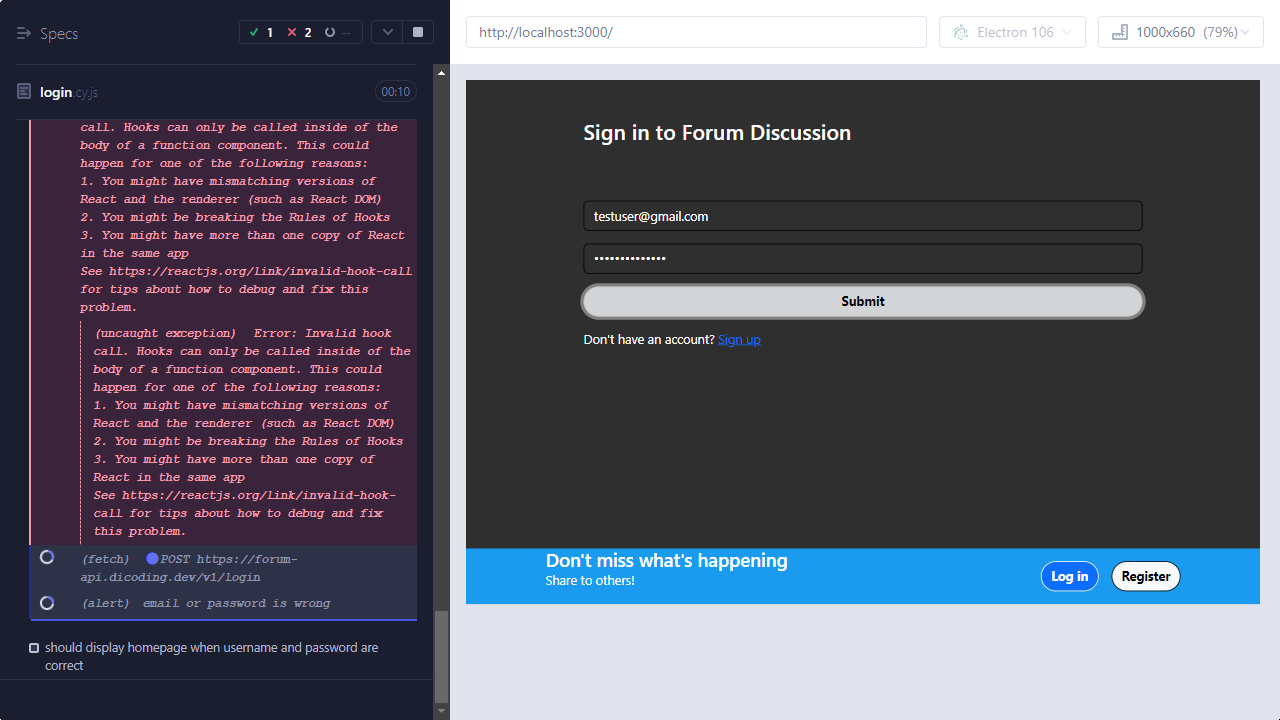 Specs
1
2
--
login.cy.js
00:10
call. Hooks can only be called inside of the
body of a function component. This could
happen for one of the following reasons:
1. You might have mismatching versions of
React and the renderer (such as React DOM)
2. You might be breaking the Rules of Hooks
3. You might have more than one copy of React
in the same app
See https://reactjs.org/link/invalid-hook-call
for tips about how to debug and fix this
problem.
(uncaught exception) Error: Invalid hook
call. Hooks can only be called inside of the
body of a function component. This could
happen for one of the following reasons:
1. You might have mismatching versions of
React and the renderer (such as React DOM)
2. You might be breaking the Rules of Hooks
3. You might have more than one copy of
React in the same app
See https://reactjs.org/link/invalid-hook-
call for tips about how to debug and fix
this problem.
(fetch) POST https://forum-
api.dicoding.dev/v1/login
(alert) email or password is wrong
should display homepage when username and password are
correct
http://localhost:3000/
Electron 106
1000x660 (79%)
Sign in to Forum Discussion
testuser@gmail.com
••••••••••••••
Submit
Don't have an account? Sign up
Don't miss what's happening
Share to others!
Log in
Register